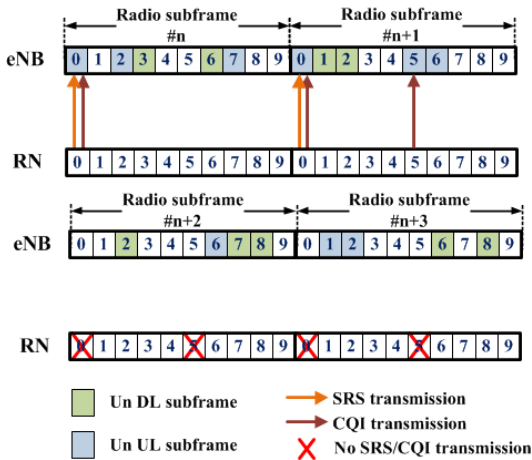 Radio subframe Radio subframe
#n #n+1
eNB 0 1 2 3 4 5 6 7 8 9 0 1 2 3 4 5 6 7 8 9
RN 0 1 2 3 4 5 6 7 8 9 0 1 2 3 4 5 6 7 8 9
Radio subframe Radio subframe
#n+2 #n+3
eNB 0 1 2 3 4 5 6 7 8 9 0 1 2 3 4 5 6 7 8 9
RN 0 1 2 3 4 5 6 7 8 9 0 1 2 3 4 5 6 7 8 9
Un DL subframe SRS transmission
CQI transmission
Un UL subframe No SRS/CQI transmission